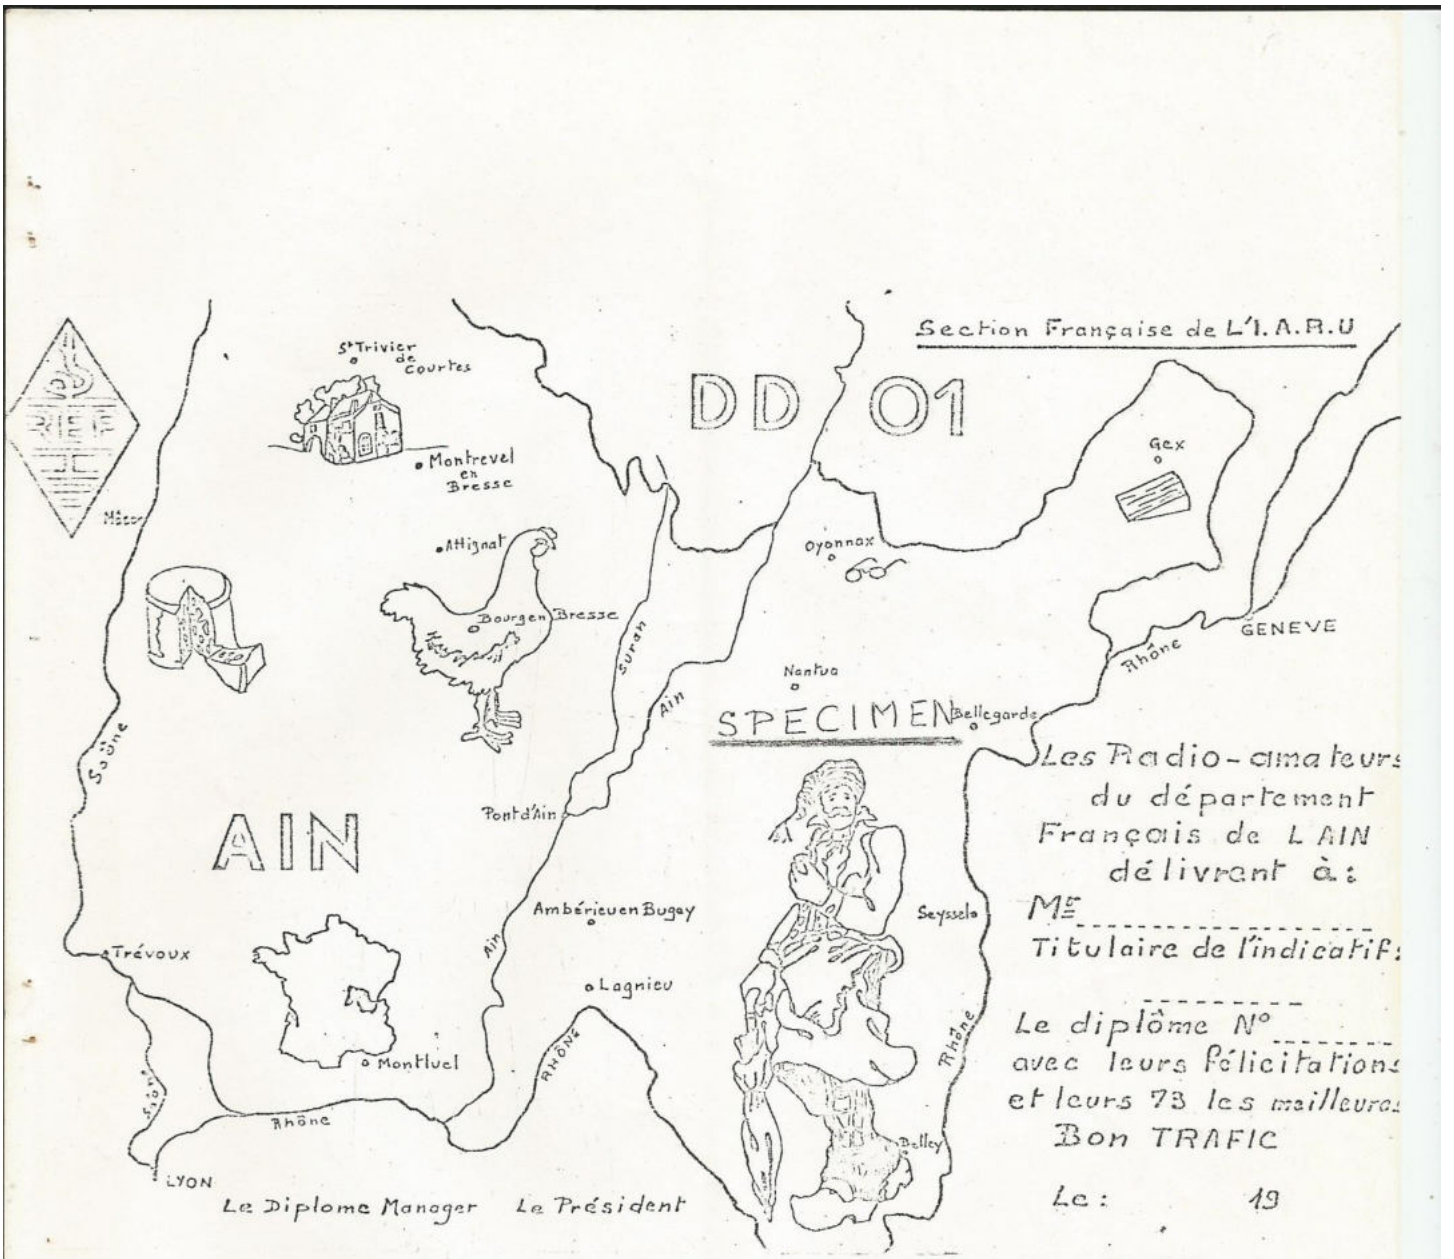 Section Française de L'I.A.R.U
DD 01
REF
St Trivier
de
Courtes
Montrevel
en
Bresse
Gex
Mâcon
Attignat
Oyonnax
Bourg en Bresse
Suran
GENEVE
Rhône
Nantua
Ain
SPECIMEN
Bellegarde
Saône
Les Radio-amateurs
du département
Français de L AIN
délivrent à:
Pont d'Ain
AIN
Ambérieu en Bugey
Seyssel
Mr
Titulaire de l'indicatif:
Ain
Trévoux
Lagnieu
Le diplôme N°
Rhône
RHÔNE
Montluel
avec leurs félicitations
et leurs 73 les meilleures
Saône
Rhône
Belley
Bon TRAFIC
LYON
Le Diplome Manager Le Président
Le : 19